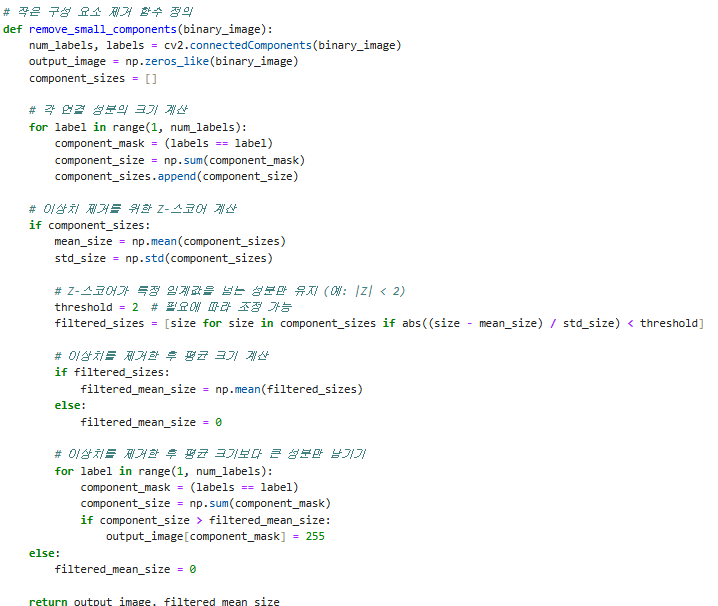 # 작은 구성 요소 제거 함수 정의
def remove_small_components(binary_image):
    num_labels, labels = cv2.connectedComponents(binary_image)
    output_image = np.zeros_like(binary_image)
    component_sizes = []

    # 각 연결 성분의 크기 계산
    for label in range(1, num_labels):
        component_mask = (labels == label)
        component_size = np.sum(component_mask)
        component_sizes.append(component_size)

    # 이상치 제거를 위한 Z-스코어 계산
    if component_sizes:
        mean_size = np.mean(component_sizes)
        std_size = np.std(component_sizes)

        # Z-스코어가 특정 임계값을 넘는 성분만 유지 (예: |Z| < 2)
        threshold = 2  # 필요에 따라 조정 가능
        filtered_sizes = [size for size in component_sizes if abs((size - mean_size) / std_size) < threshold]

        # 이상치를 제거한 후 평균 크기 계산
        if filtered_sizes:
            filtered_mean_size = np.mean(filtered_sizes)
        else:
            filtered_mean_size = 0

        # 이상치를 제거한 후 평균 크기보다 큰 성분만 남기기
        for label in range(1, num_labels):
            component_mask = (labels == label)
            component_size = np.sum(component_mask)
            if component_size > filtered_mean_size:
                output_image[component_mask] = 255
    else:
        filtered_mean_size = 0

    return output_image, filtered_mean_size